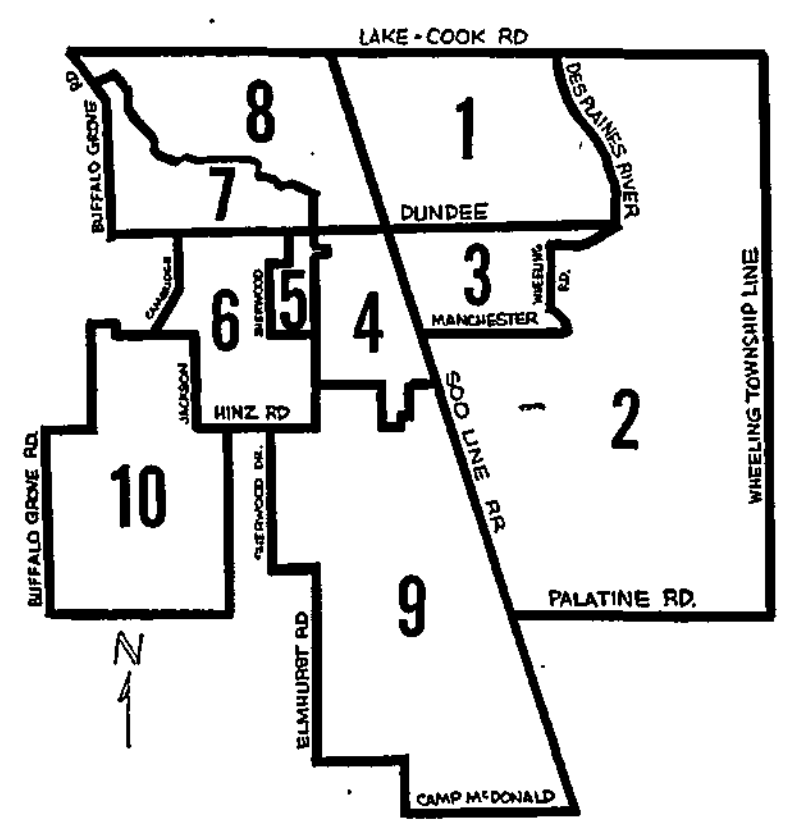 LAKE-COOK RD
RD
BUFFALO GROVE
8
1
DES PLAINES RIVER
7
DUNDEE
CAMBRIDGE
6
SHERWOOD
5
4
3
WHEELING
RD.
MANCHESTER
WHEELING TOWNSHIP LINE
JACKSON
HINZ RD
SOO LINE RR
2
BUFFALO GROVE RD.
10
SHERWOOD DR.
9
PALATINE RD.
N
ELMHURST RD
CAMP McDONALD